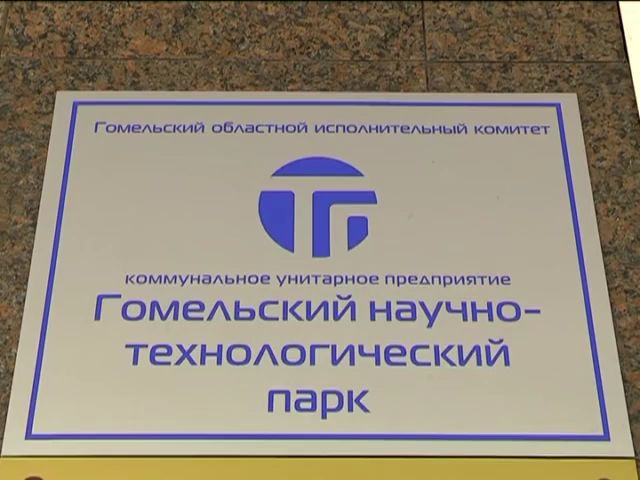 Гомельский областной исполнительный комитет
коммунальное унитарное предприятие
Гомельский научно-
технологический
парк